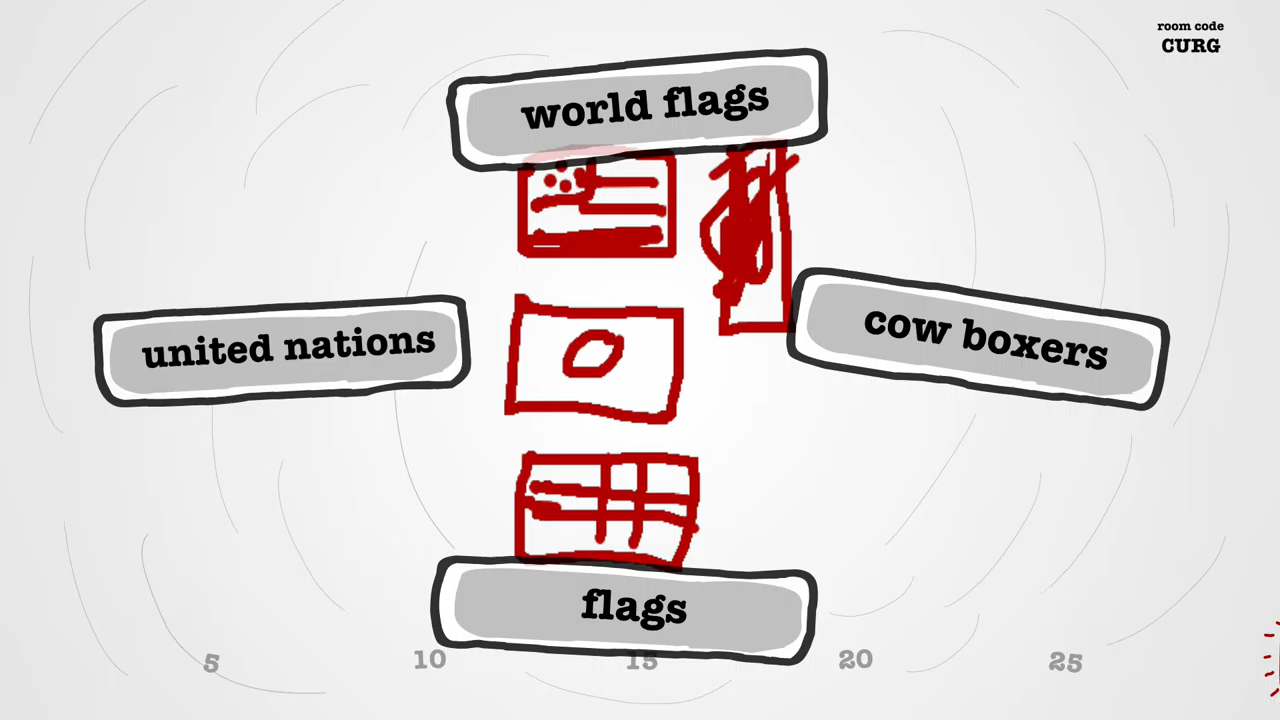 room code
CURG
world flags
united nations
cow boxers
flags
5 10 15 20 25